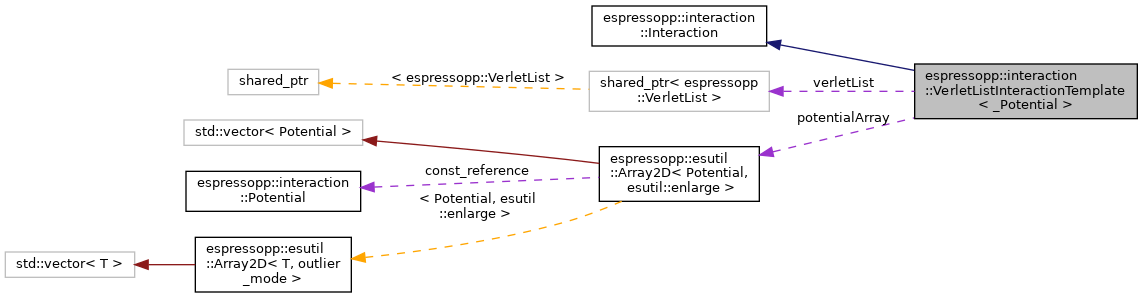 espressopp::interaction
::Interaction
shared_ptr
< espressopp::VerletList >
shared_ptr< espressopp
::VerletList >
verletList
espressopp::interaction
::VerletListInteractionTemplate
< _Potential >
potentialArray
std::vector< Potential >
espressopp::esutil
::Array2D< Potential,
esutil::enlarge >
const_reference
espressopp::interaction
::Potential
< Potential, esutil
::enlarge >
std::vector< T >
espressopp::esutil
::Array2D< T, outlier
_mode >